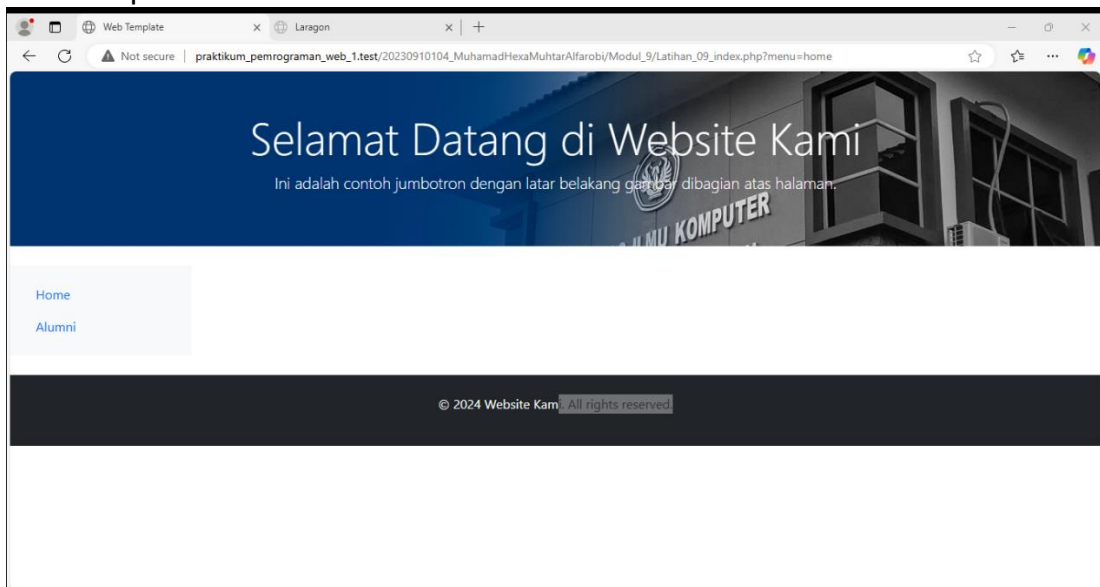 Web Template
Laragon
Not secure praktikum_pemrograman_web_1.test/20230910104_MuhamadHexaMuhtarAlfarobi/Modul_9/Latihan_09_index.php?menu=home
Selamat Datang di Website Kami
Ini adalah contoh jumbotron dengan latar belakang gambar dibagian atas halaman.
ILMU KOMPUTER
Home
Alumni
© 2024 Website Kami. All rights reserved.